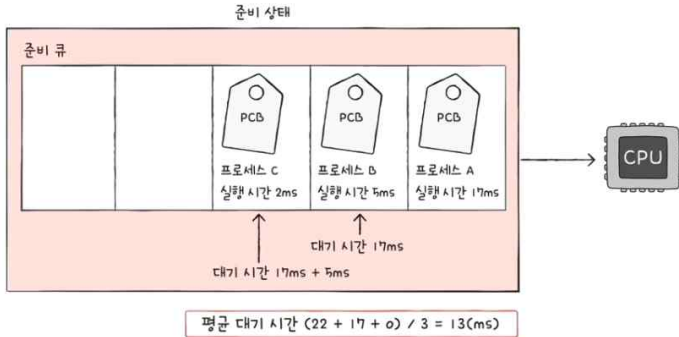 준비 상태
준비 큐
PCB
PCB
PCB
프로세스 C
실행 시간 2ms
프로세스 B
실행 시간 5ms
프로세스 A
실행 시간 17ms
CPU
대기 시간 17ms
대기 시간 17ms + 5ms
평균 대기 시간 (22 + 17 + 0) / 3 = 13(ms)